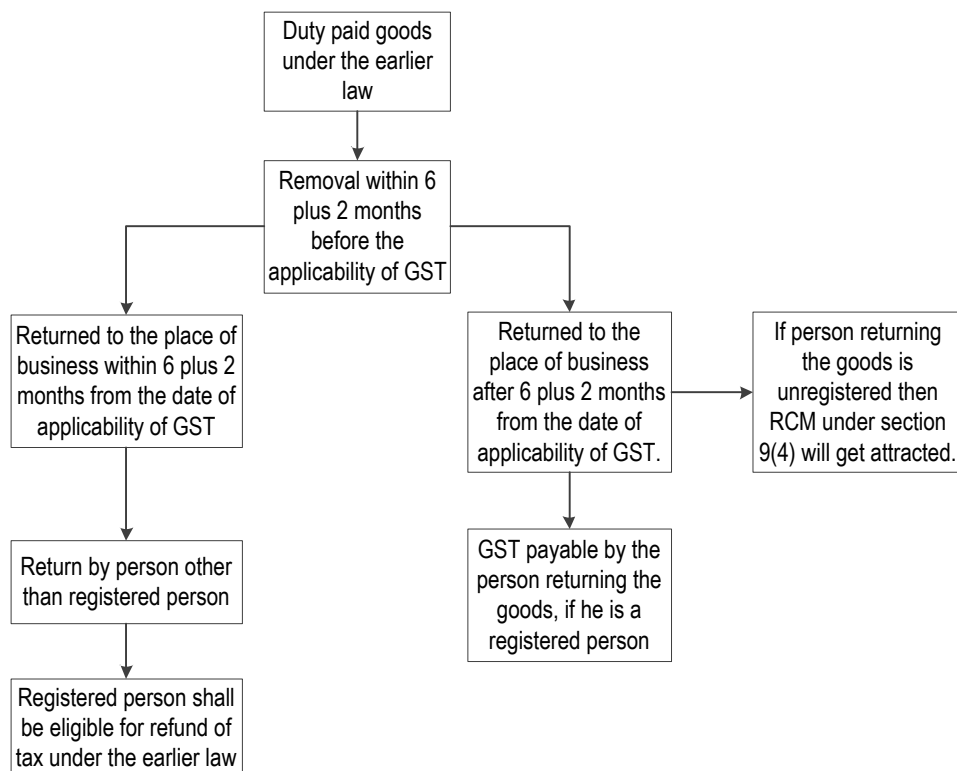 Duty paid goods
under the earlier
law
Removal within 6
plus 2 months
before the
applicability of GST
Returned to the place of
business within 6 plus 2
months from the date of
applicability of GST
Returned to the
place of business
after 6 plus 2 months
from the date of
applicability of GST.
If person returning
the goods is
unregistered then
RCM under section
9(4) will get attracted.
Return by person other
than registered person
GST payable by the
person returning the
goods, if he is a
registered person
Registered person shall
be eligible for refund of
tax under the earlier law